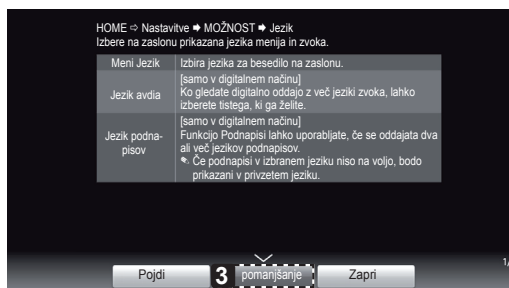 HOME ⇨ Nastavitve ➡ MOŽNOST ➡ Jezik
Izbere na zaslonu prikazana jezika menija in zvoka.
Meni Jezik
Izbira jezika za besedilo na zaslonu.
Jezik avdia
[samo v digitalnem načinu]
Ko gledate digitalno oddajo z več jeziki zvoka, lahko
izberete tistega, ki ga želite.
Jezik podna-
pisov
[samo v digitalnem načinu]
Funkcijo Podnapisi lahko uporabljate, če se oddajata dva
ali več jezikov podnapisov.
Če podnapisi v izbranem jeziku niso na voljo, bodo
prikazani v privzetem jeziku.
1/
Pojdi
3 pomanjšanje
Zapri